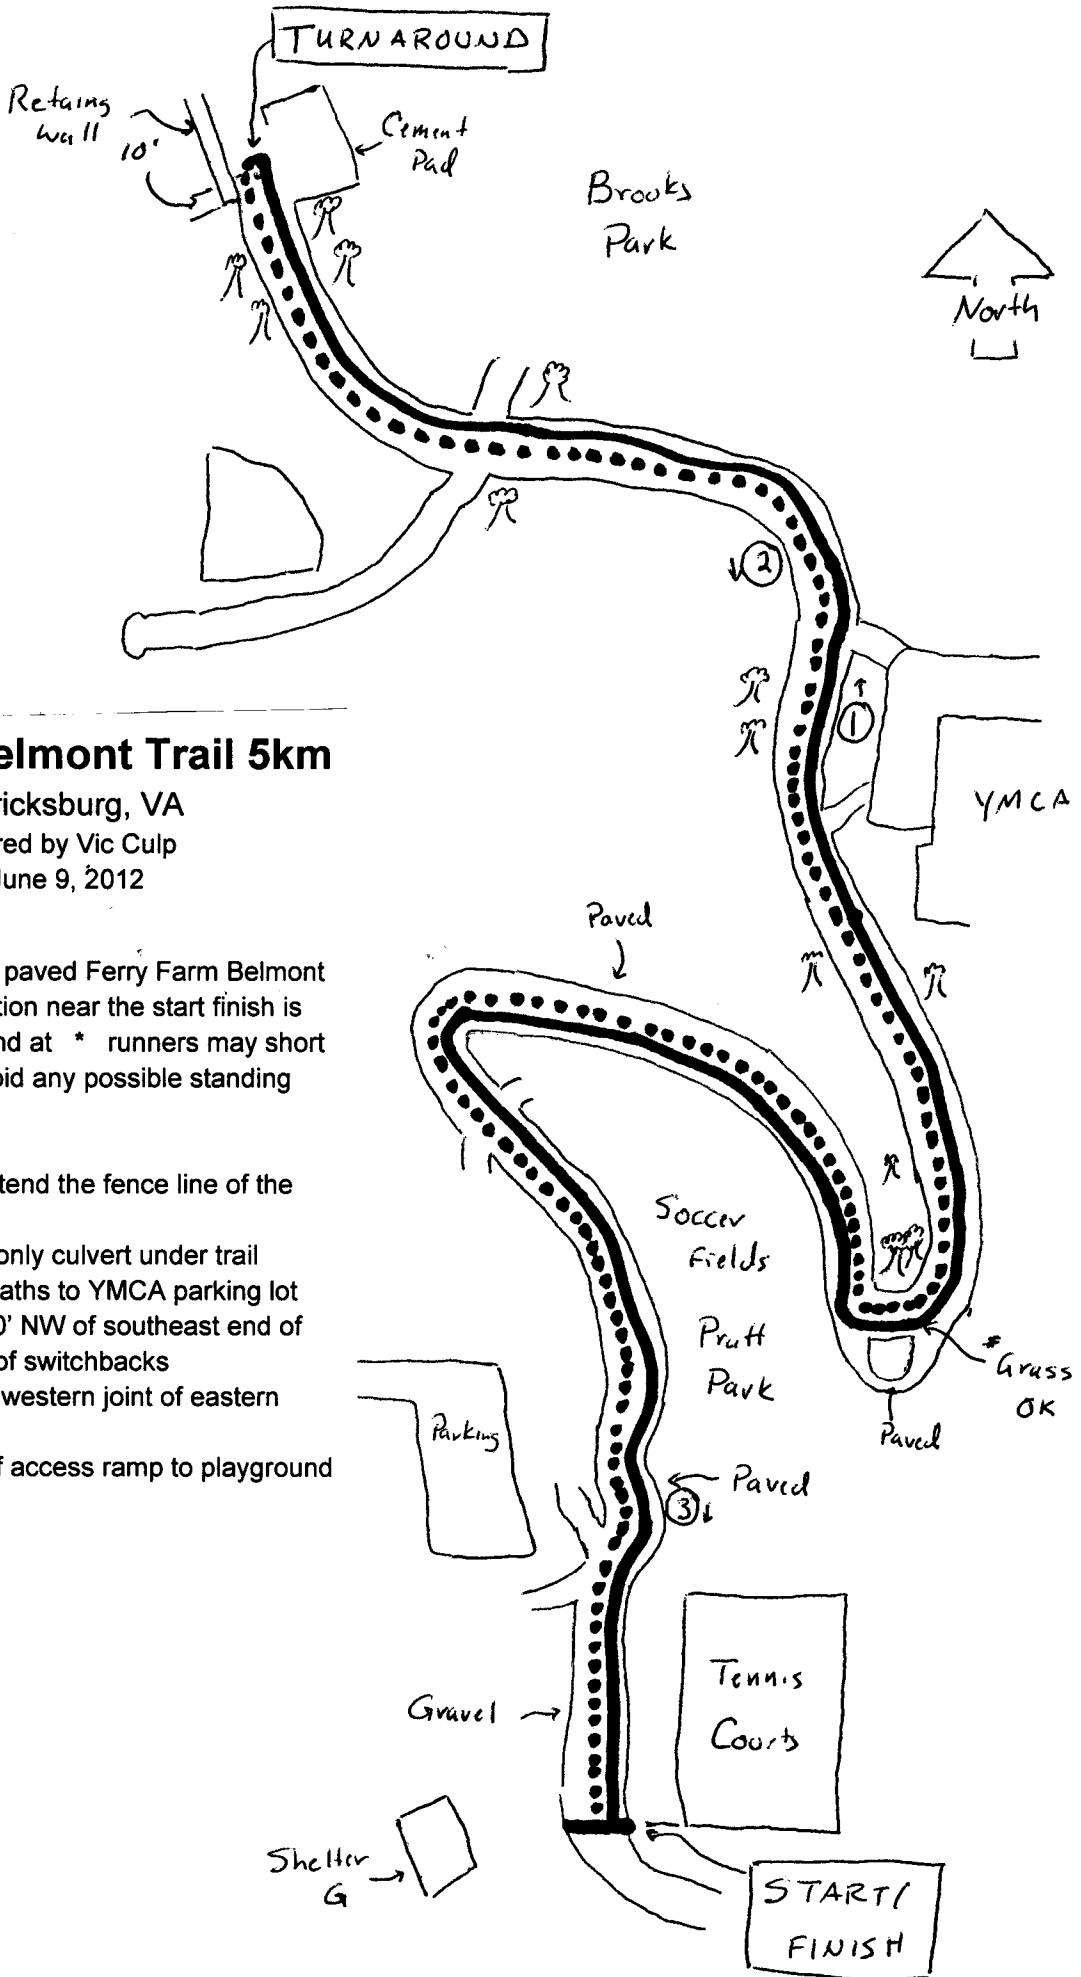 TURNAROUND
Retaing
wall
10'
Cement
Pad
Brooks
Park
North
2
1
YMCA
elmont Trail 5km
ricksburg, VA
red by Vic Culp
June 9, 2012
Paved
paved Ferry Farm Belmont
tion near the start finish is
nd at * runners may short
oid any possible standing
tend the fence line of the
only culvert under trail
aths to YMCA parking lot
0' NW of southeast end of
of switchbacks
western joint of eastern
f access ramp to playground
Soccer
Fields
Pratt
Park
* Grass
OK
Paved
Parking
Paved
3
Gravel
Tennis
Courts
Shelter
G
START/
FINISH